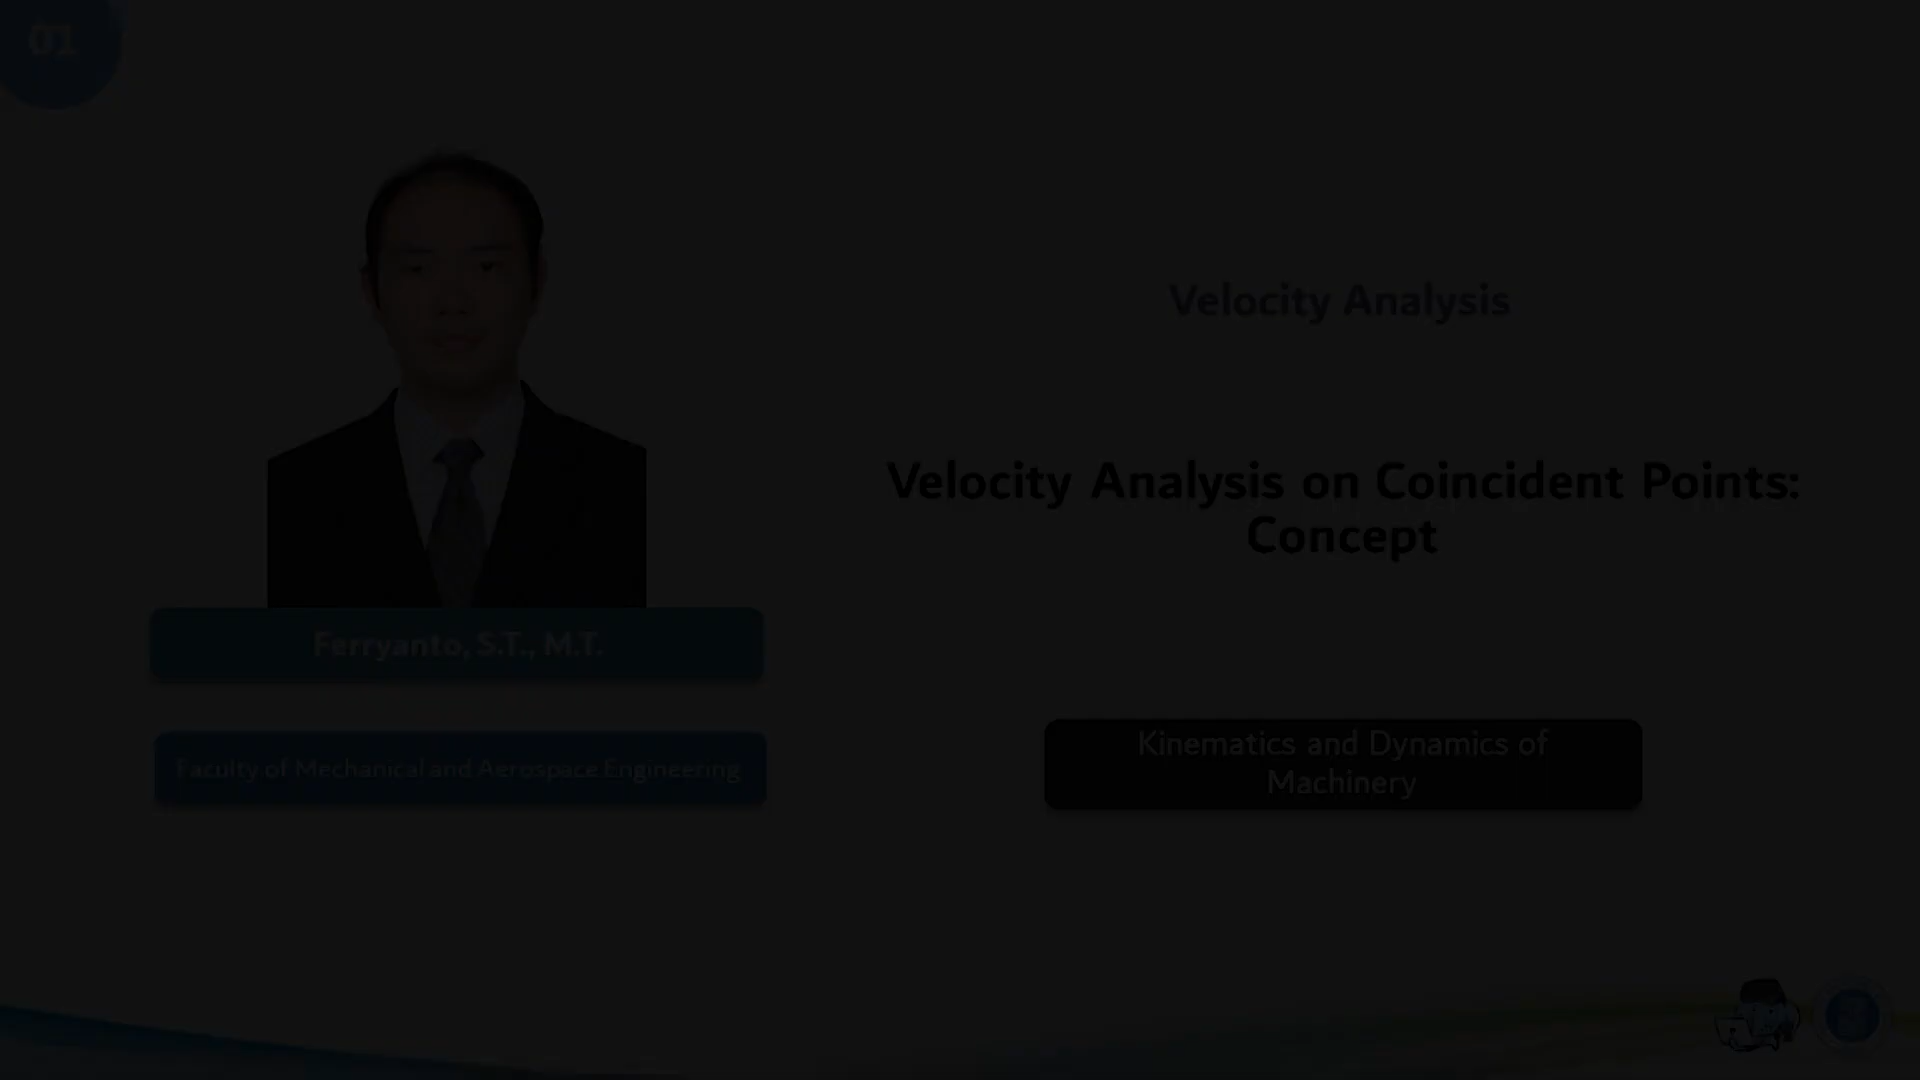 01
Velocity Analysis
Velocity Analysis on Coincident Points:
Concept
Ferryanto, S.T., M.T.
Faculty of Mechanical and Aerospace Engineering
Kinematics and Dynamics of
Machinery